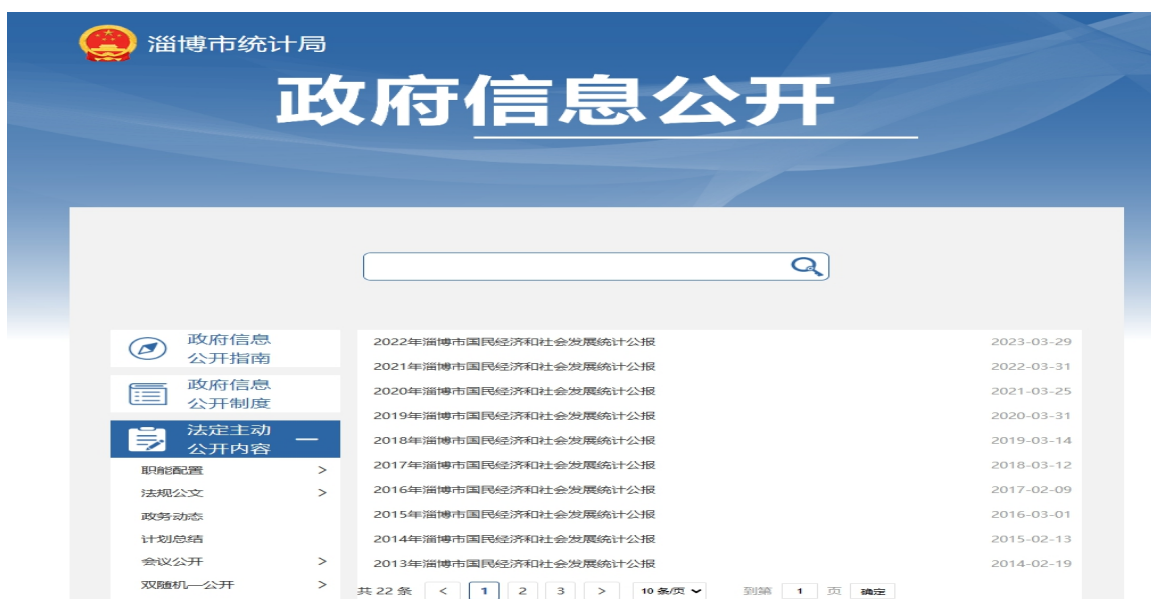 淄博市统计局
政府信息公开
政府信息
公开指南
政府信息
公开制度
法定主动
公开内容
职能配置 >
法规公文 >
政务动态
计划总结
会议公开 >
双随机一公开 >
2022年淄博市国民经济和社会发展统计公报 2023-03-29
2021年淄博市国民经济和社会发展统计公报 2022-03-31
2020年淄博市国民经济和社会发展统计公报 2021-03-25
2019年淄博市国民经济和社会发展统计公报 2020-03-31
2018年淄博市国民经济和社会发展统计公报 2019-03-14
2017年淄博市国民经济和社会发展统计公报 2018-03-12
2016年淄博市国民经济和社会发展统计公报 2017-02-09
2015年淄博市国民经济和社会发展统计公报 2016-03-01
2014年淄博市国民经济和社会发展统计公报 2015-02-13
2013年淄博市国民经济和社会发展统计公报 2014-02-19
共 22 条 < 1 2 3 > 10 条/页 到第 1 页 确定